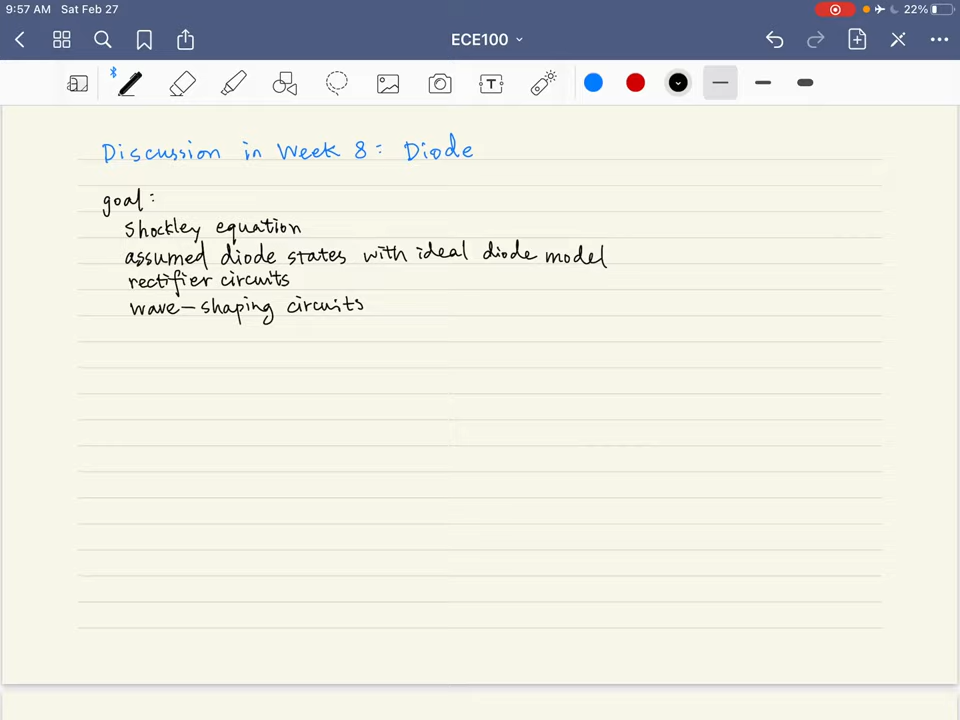 9:57 AM Sat Feb 27
22%
ECE100
T
Discussion in Week 8: Diode
goal:
shockley equation
assumed diode states with ideal diode model
rectifier circuits
wave-shaping circuits